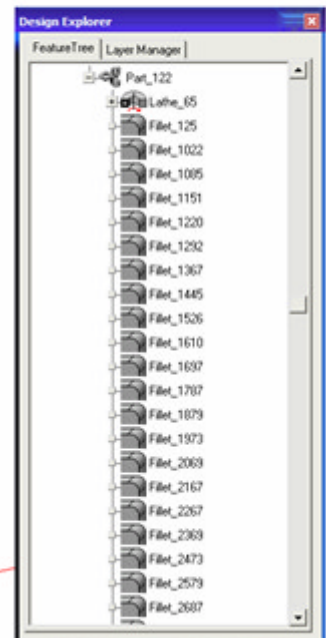 Design Explorer
FeatureTree Layer Manager
Part_122
Lathe_65
Fillet_125
Fillet_1022
Fillet_1085
Fillet_1151
Fillet_1220
Fillet_1292
Fillet_1367
Fillet_1445
Fillet_1526
Fillet_1610
Fillet_1697
Fillet_1787
Fillet_1879
Fillet_1973
Fillet_2069
Fillet_2167
Fillet_2267
Fillet_2369
Fillet_2473
Fillet_2579
Fillet_2687